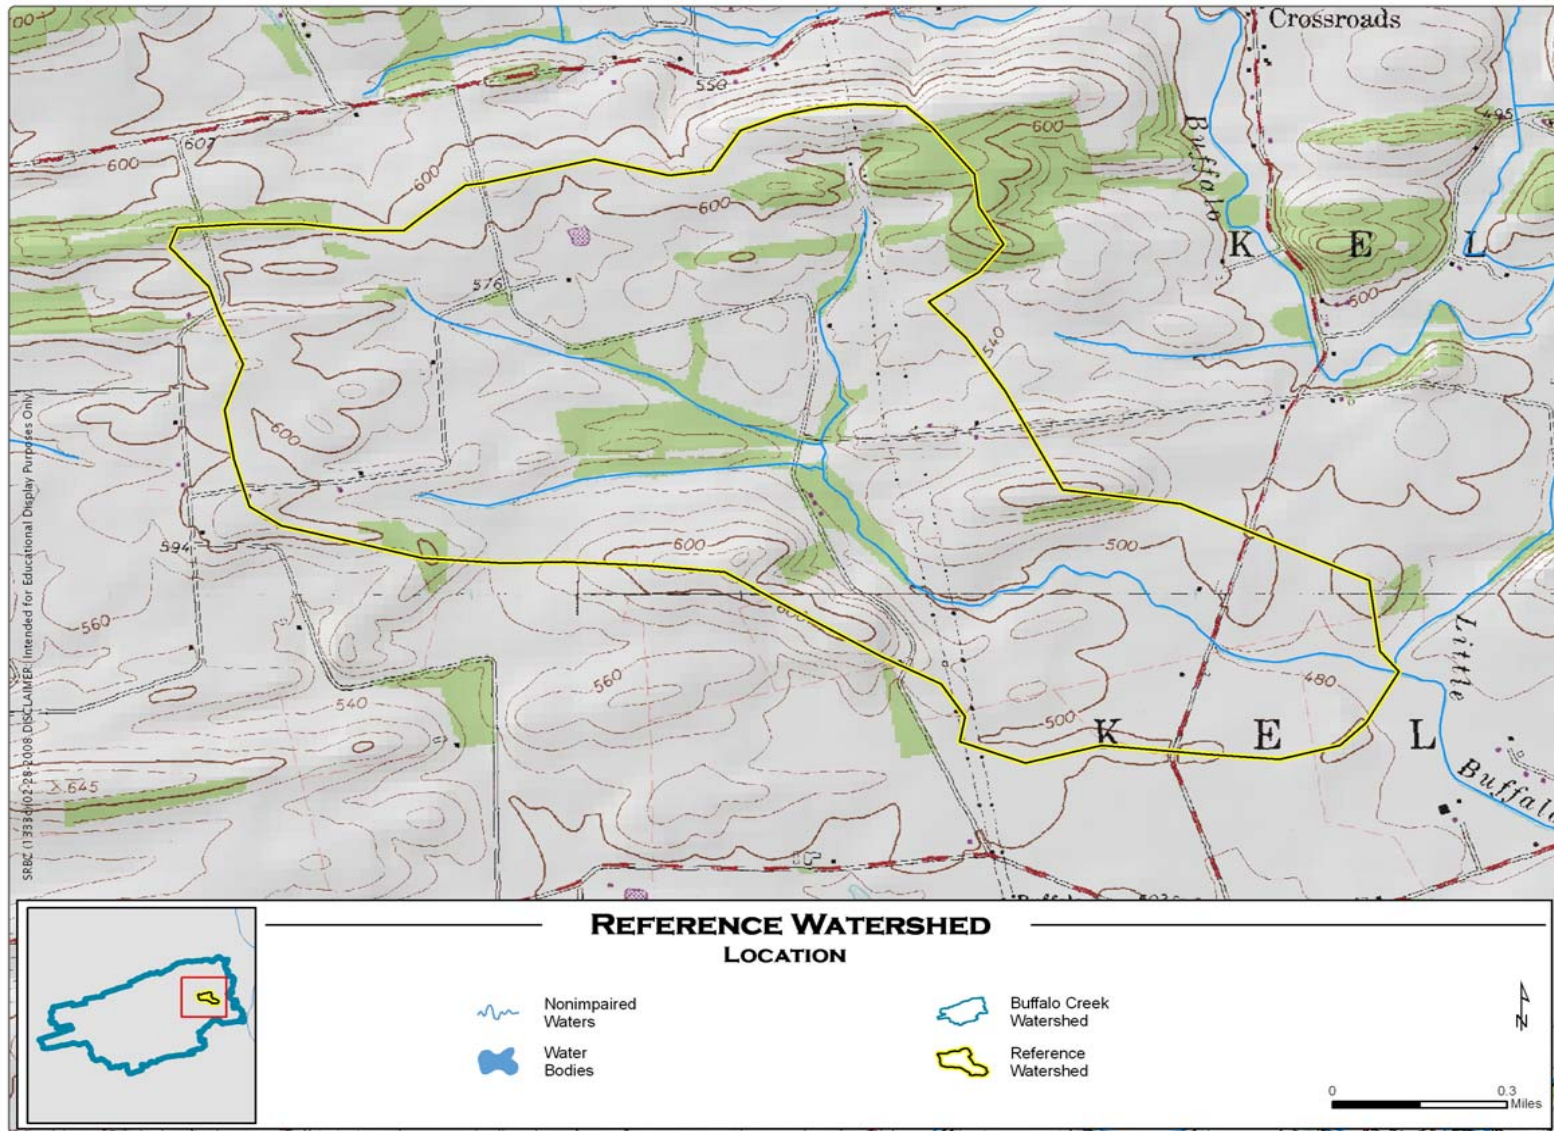 Crossroads
600
550
607
495
600
600
600
600
Buffalo
K E L
576
500
540
SRBC (1333d) 02-28-2008 DISCLAIMER: Intended for Educational Display Purposes Only
600
594
600
500
600
560
Little
560
480
540
500
K E L
X 645
Buffalo
REFERENCE WATERSHED
LOCATION
Nonimpaired
Waters
Buffalo Creek
Watershed
Water
Bodies
Reference
Watershed
N
0 0.3
Miles